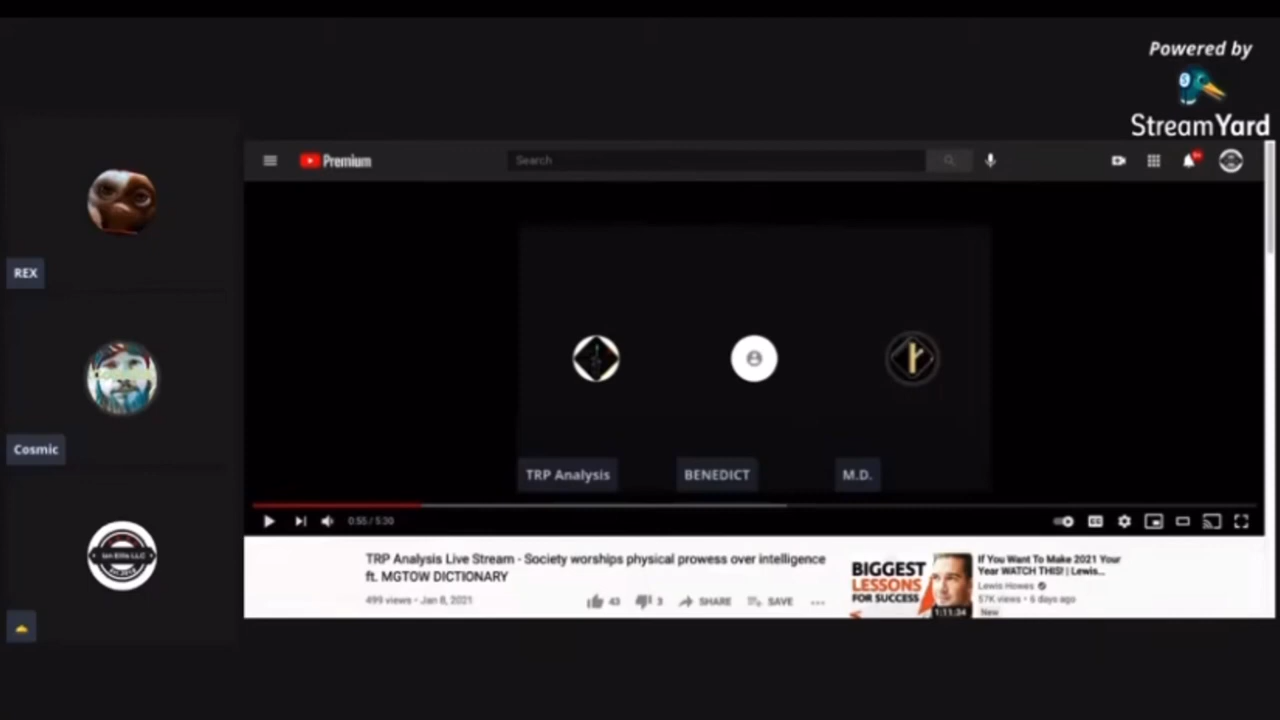 Powered by
StreamYard
Premium
Search
REX
Cosmic
Ian Ellis LLC
TRP Analysis
BENEDICT
M.D.
0:55 / 5:30
TRP Analysis Live Stream - Society worships physical prowess over intelligence
ft. MGTOW DICTIONARY
499 views • Jan 8, 2021
43
3
SHARE
SAVE
BIGGEST
LESSONS
FOR SUCCESS
1:11:34
If You Want To Make 2021 Your
Year WATCH THIS! | Lewis...
Lewis Howes
57K views • 6 days ago
New